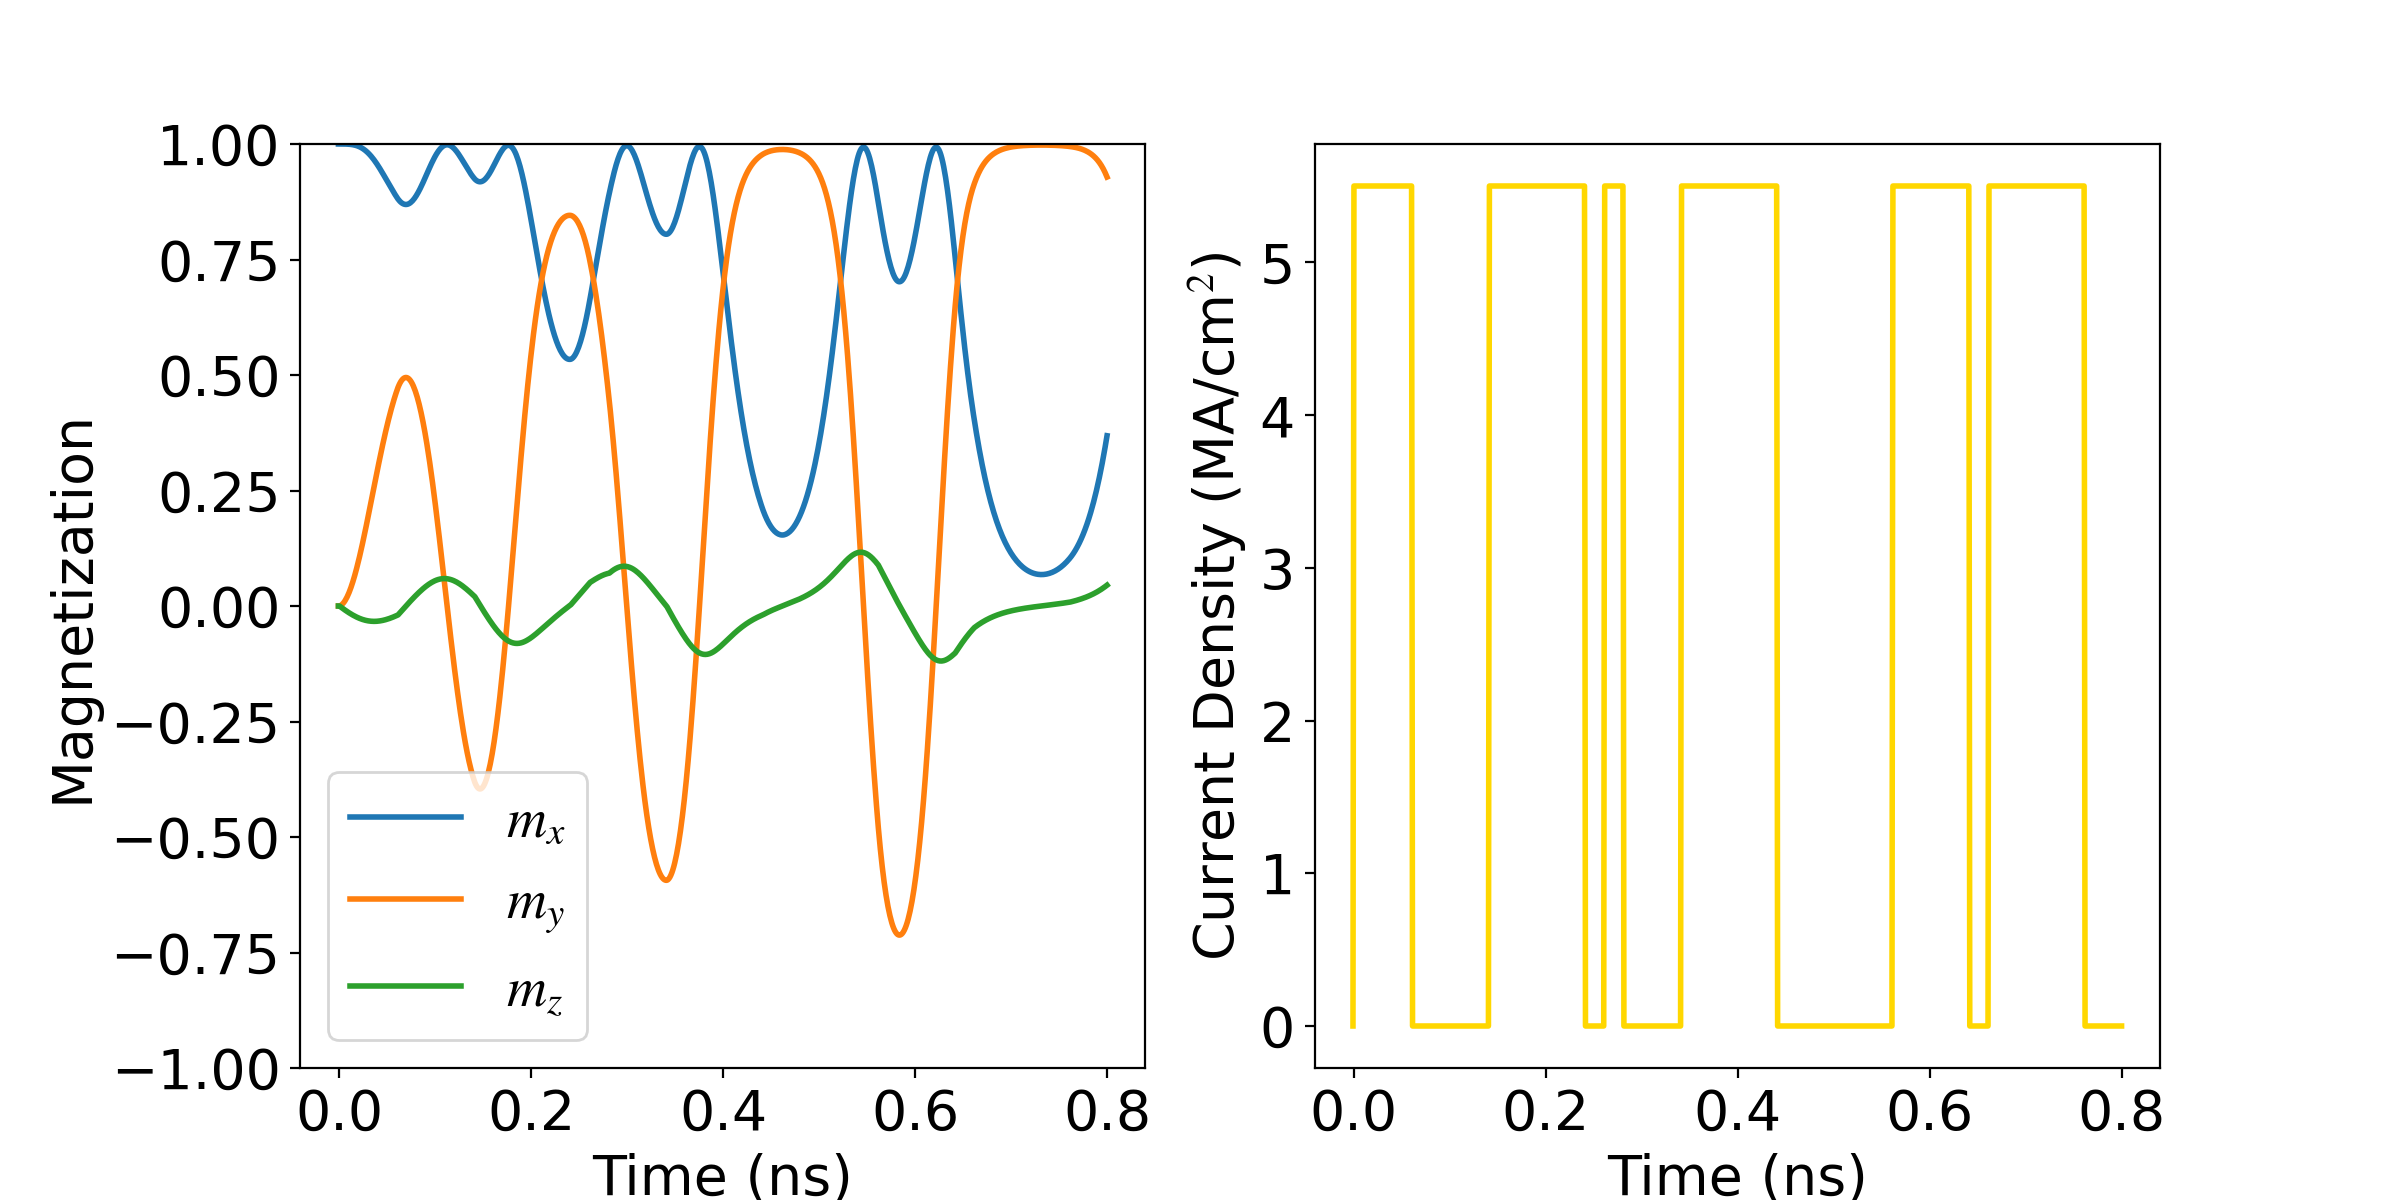 1.00
0.75
0.50
0.25
0.00
−0.25
−0.50
−0.75
−1.00
Magnetization
m_x
m_y
m_z
0.0 0.2 0.4 0.6 0.8
Time (ns)
5
4
3
2
1
0
Current Density (MA/cm²)
0.0 0.2 0.4 0.6 0.8
Time (ns)